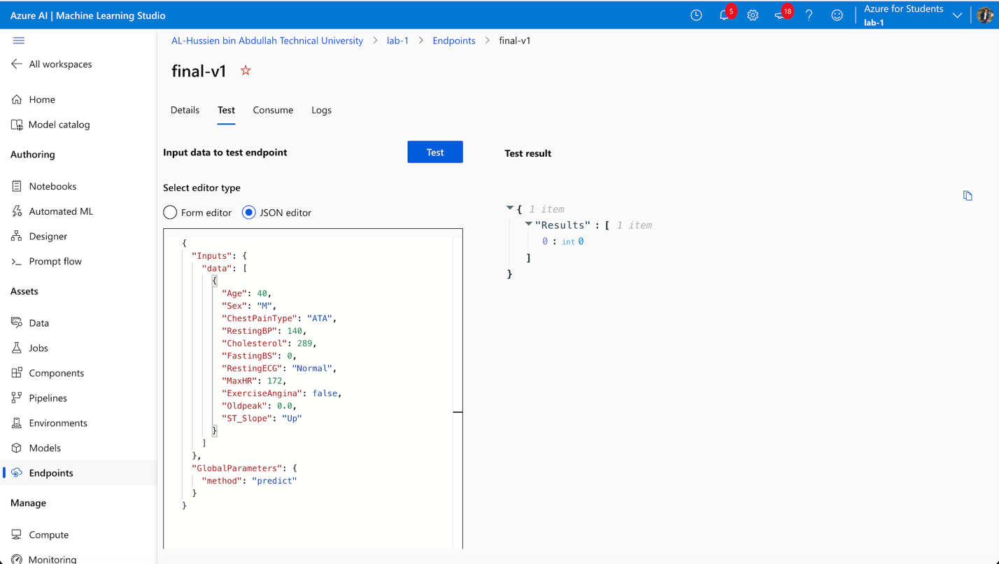 Azure AI | Machine Learning Studio
5
18
?
Azure for Students
lab-1
All workspaces
Home
Model catalog
Authoring
Notebooks
Automated ML
Designer
Prompt flow
Assets
Data
Jobs
Components
Pipelines
Environments
Models
Endpoints
Manage
Compute
Monitoring
AL-Hussien bin Abdullah Technical University > lab-1 > Endpoints > final-v1
final-v1
Details Test Consume Logs
Input data to test endpoint
Test
Select editor type
Form editor JSON editor
{
"Inputs": {
"data": [
{
"Age": 40,
"Sex": "M",
"ChestPainType": "ATA",
"RestingBP": 140,
"Cholesterol": 289,
"FastingBS": 0,
"RestingECG": "Normal",
"MaxHR": 172,
"ExerciseAngina": false,
"Oldpeak": 0.0,
"ST_Slope": "Up"
}
]
},
"GlobalParameters": {
"method": "predict"
}
}
Test result
{ 1 item
"Results" : [ 1 item
0 : int 0
]
}